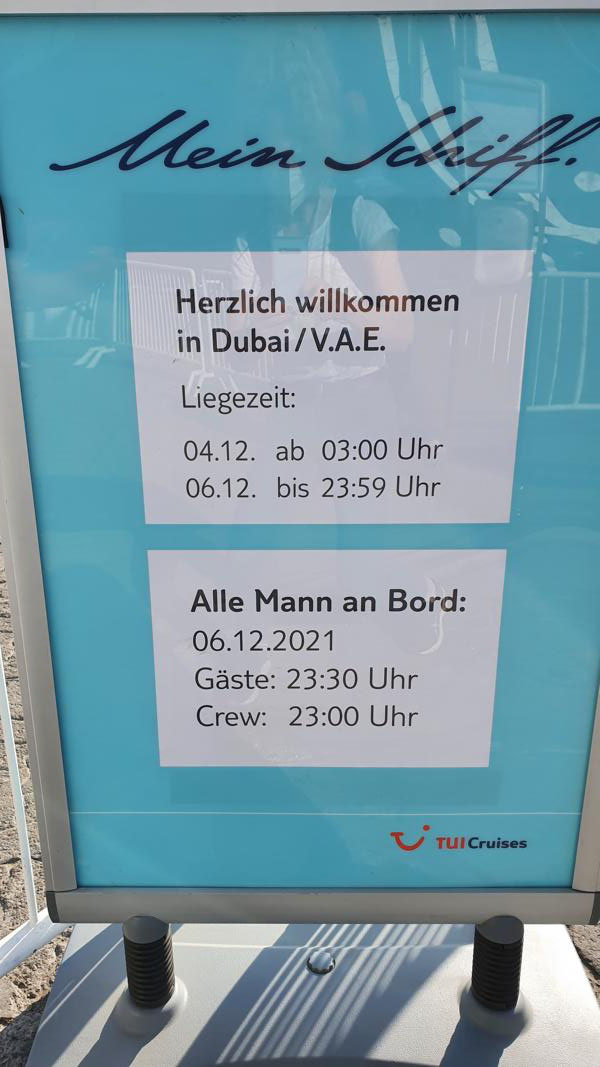 Mein Schiff.
Herzlich willkommen
in Dubai/V.A.E.
Liegezeit:
04.12. ab 03:00 Uhr
06.12. bis 23:59 Uhr
Alle Mann an Bord:
06.12.2021
Gäste: 23:30 Uhr
Crew: 23:00 Uhr
TUI Cruises